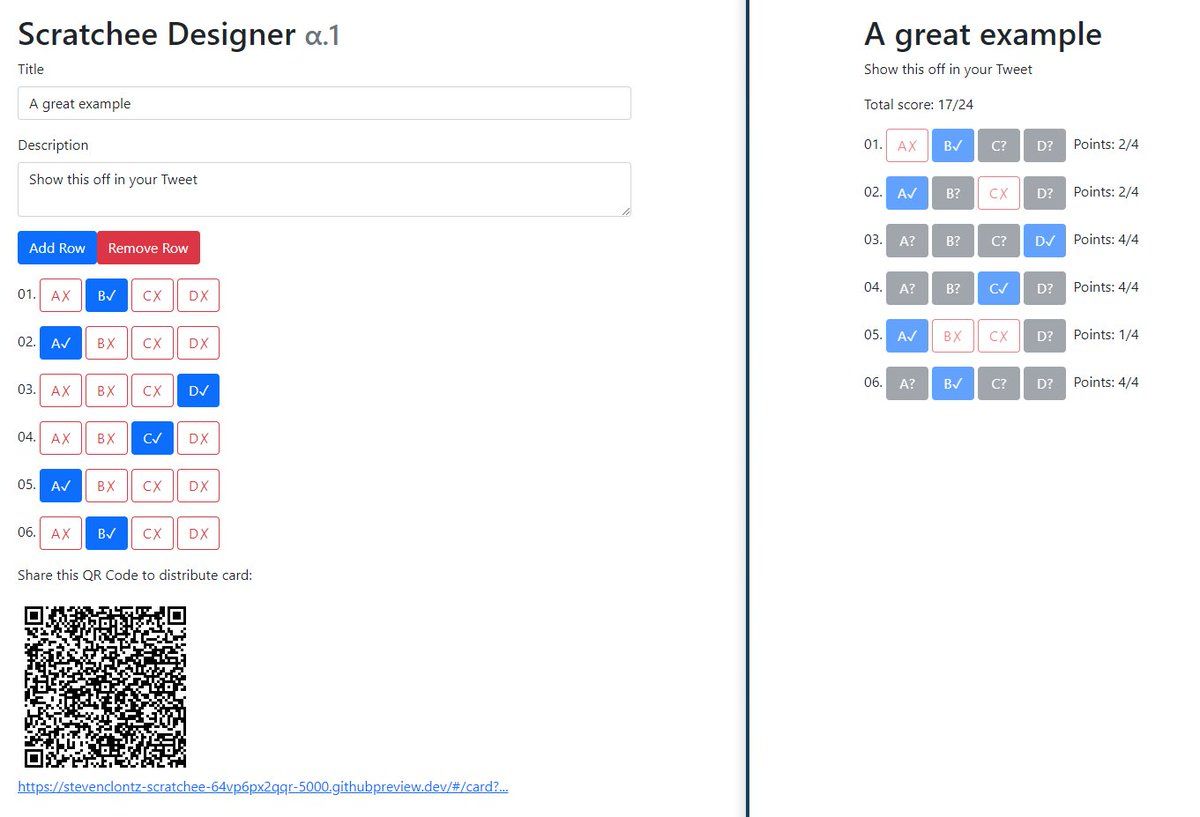 Scratchee Designer α.1
Title
A great example
Description
Show this off in your Tweet
Add Row Remove Row
01. A✗ B✓ C✗ D✗
02. A✓ B✗ C✗ D✗
03. A✗ B✗ C✗ D✓
04. A✗ B✗ C✓ D✗
05. A✓ B✗ C✗ D✗
06. A✗ B✓ C✗ D✗
Share this QR Code to distribute card:
https://stevenclontz-scratchee-64vp6px2qqr-5000.githubpreview.dev/#/card?...
A great example
Show this off in your Tweet
Total score: 17/24
01. A✗ B✓ C? D? Points: 2/4
02. A✓ B? C✗ D? Points: 2/4
03. A? B? C? D✓ Points: 4/4
04. A? B? C✓ D? Points: 4/4
05. A✓ B✗ C✗ D? Points: 1/4
06. A? B✓ C? D? Points: 4/4